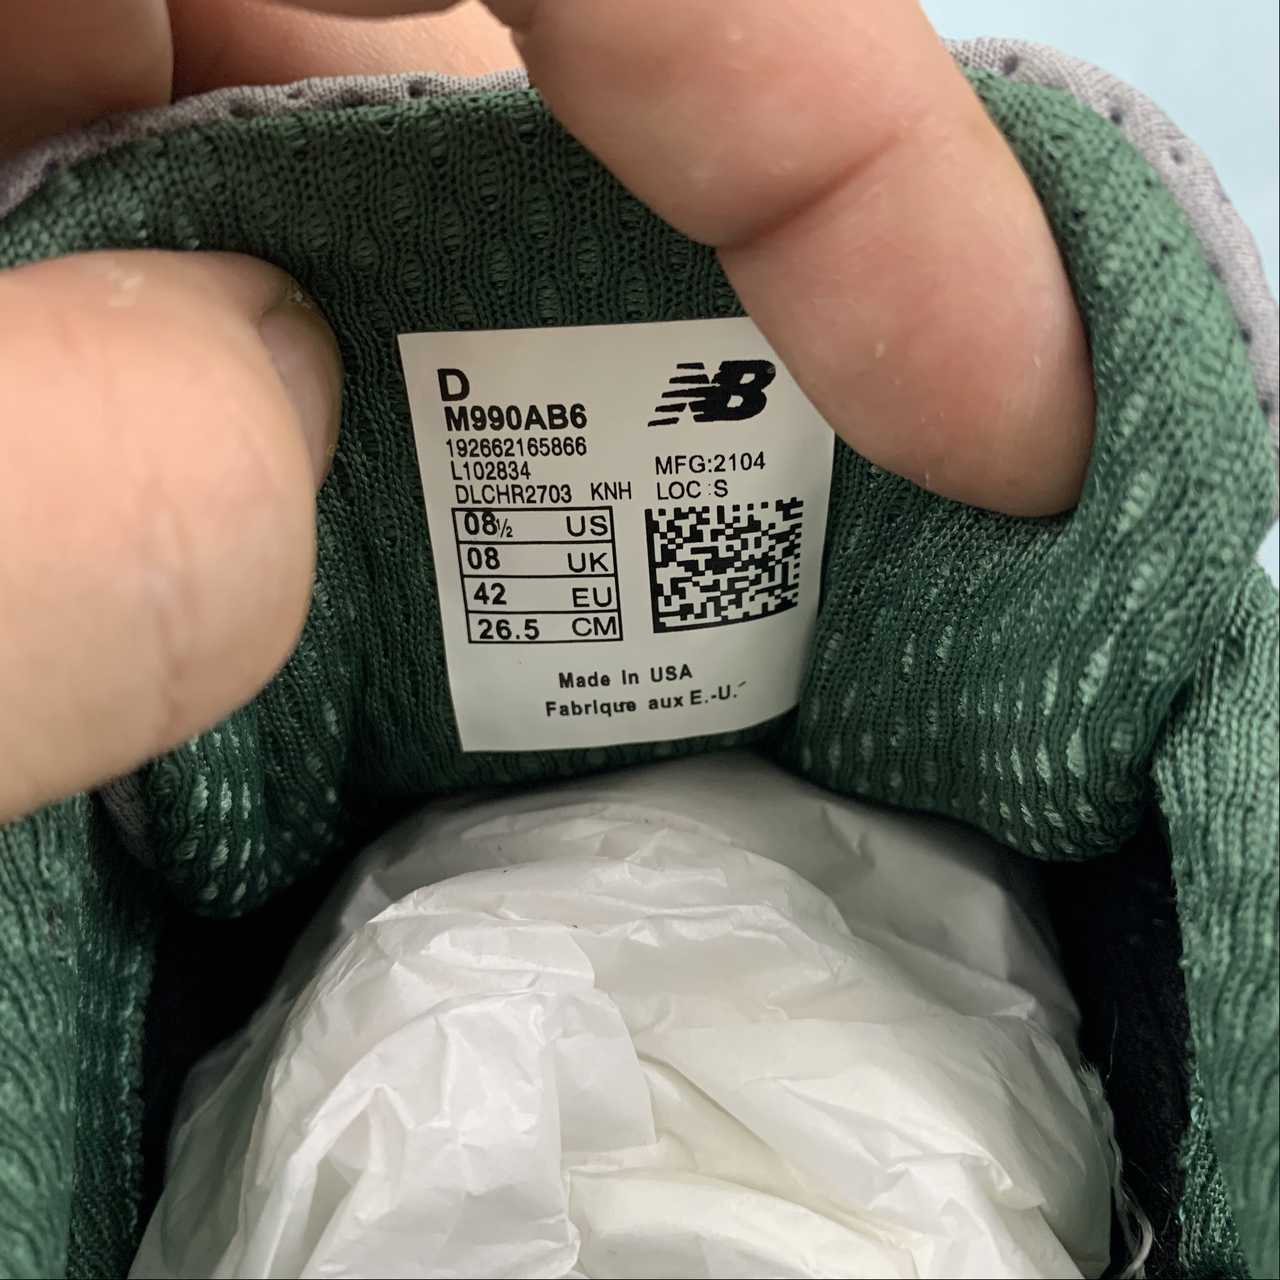 D
M990AB6
192662165866
L102834
DLCHR2703 KNH
NB
MFG:2104
LOC :S
08½ US
08 UK
42 EU
26.5 CM
Made In USA
Fabrique aux E.-U.